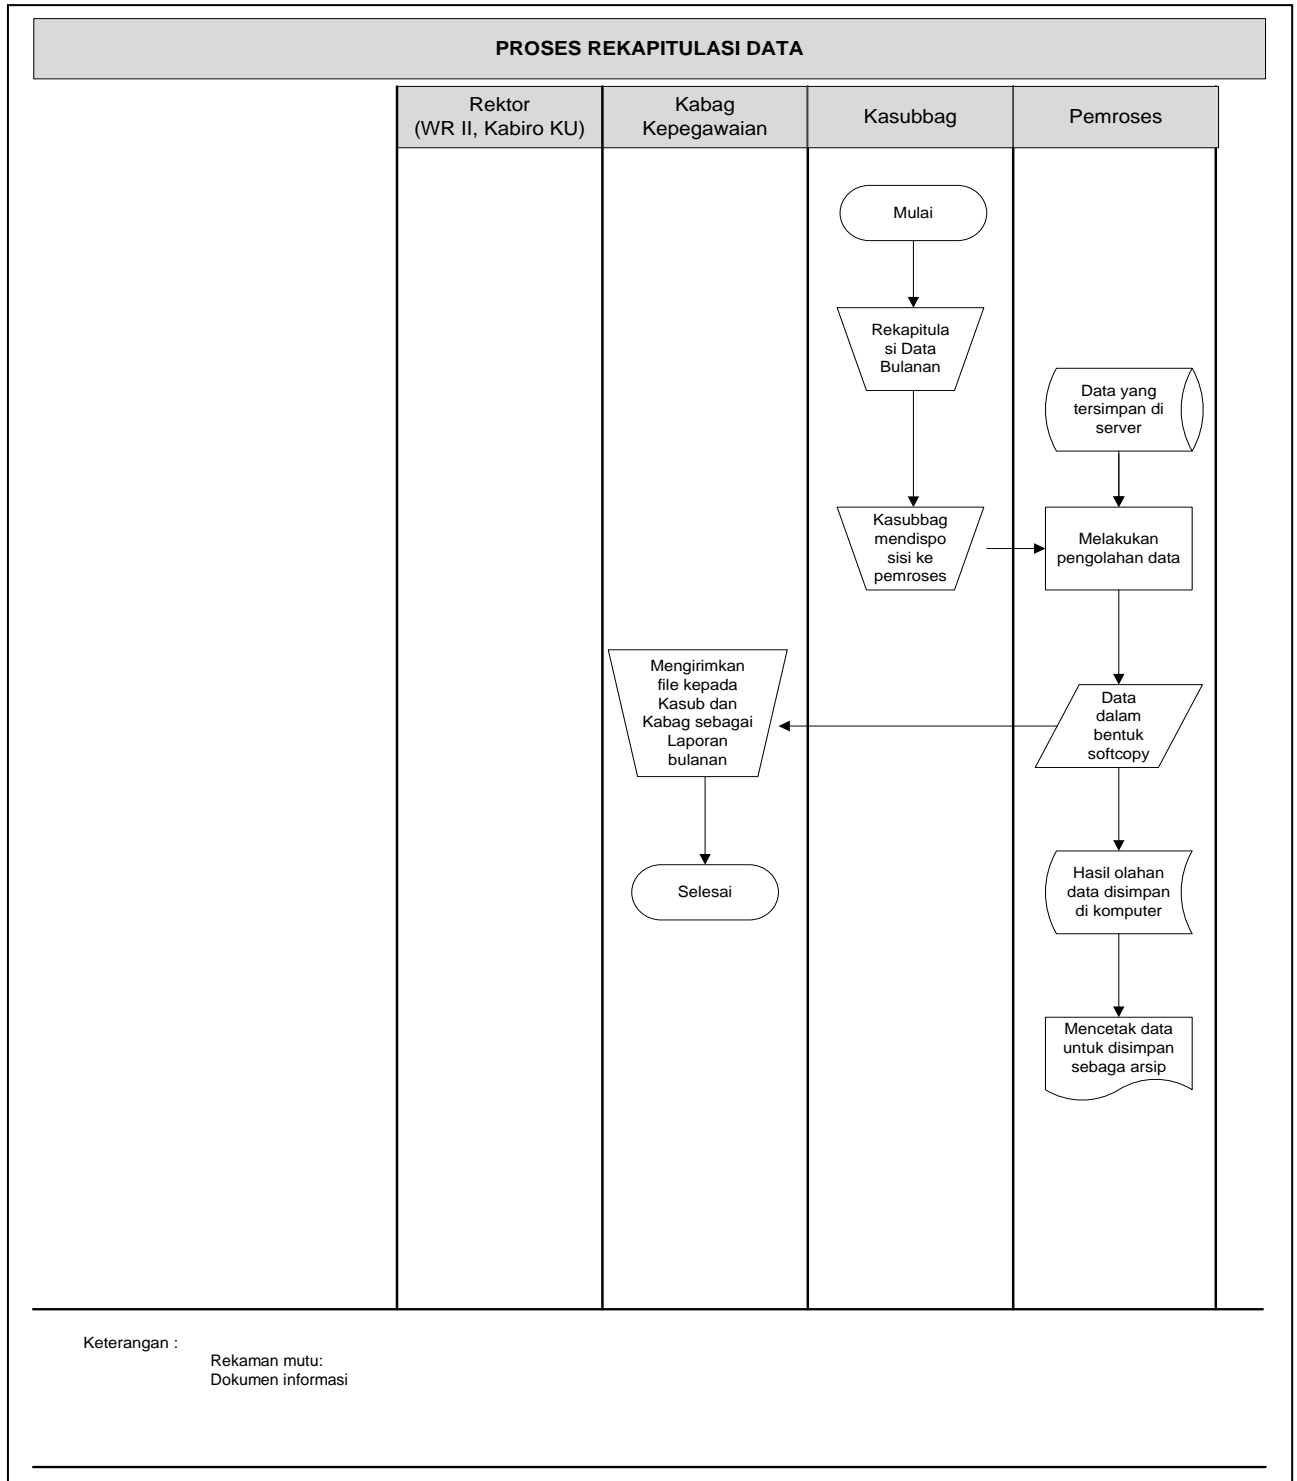 PROSES REKAPITULASI DATA
Rektor
(WR II, Kabiro KU)
Kabag
Kepegawaian
Kasubbag
Pemroses
Mulai
Rekapitula
si Data
Bulanan
Data yang
tersimpan di
server
Kasubbag
mendispo
sisi ke
pemroses
Melakukan
pengolahan data
Mengirimkan
file kepada
Kasub dan
Kabag sebagai
Laporan
bulanan
Data
dalam
bentuk
softcopy
Selesai
Hasil olahan
data disimpan
di komputer
Mencetak data
untuk disimpan
sebaga arsip
Keterangan :
Rekaman mutu:
Dokumen informasi